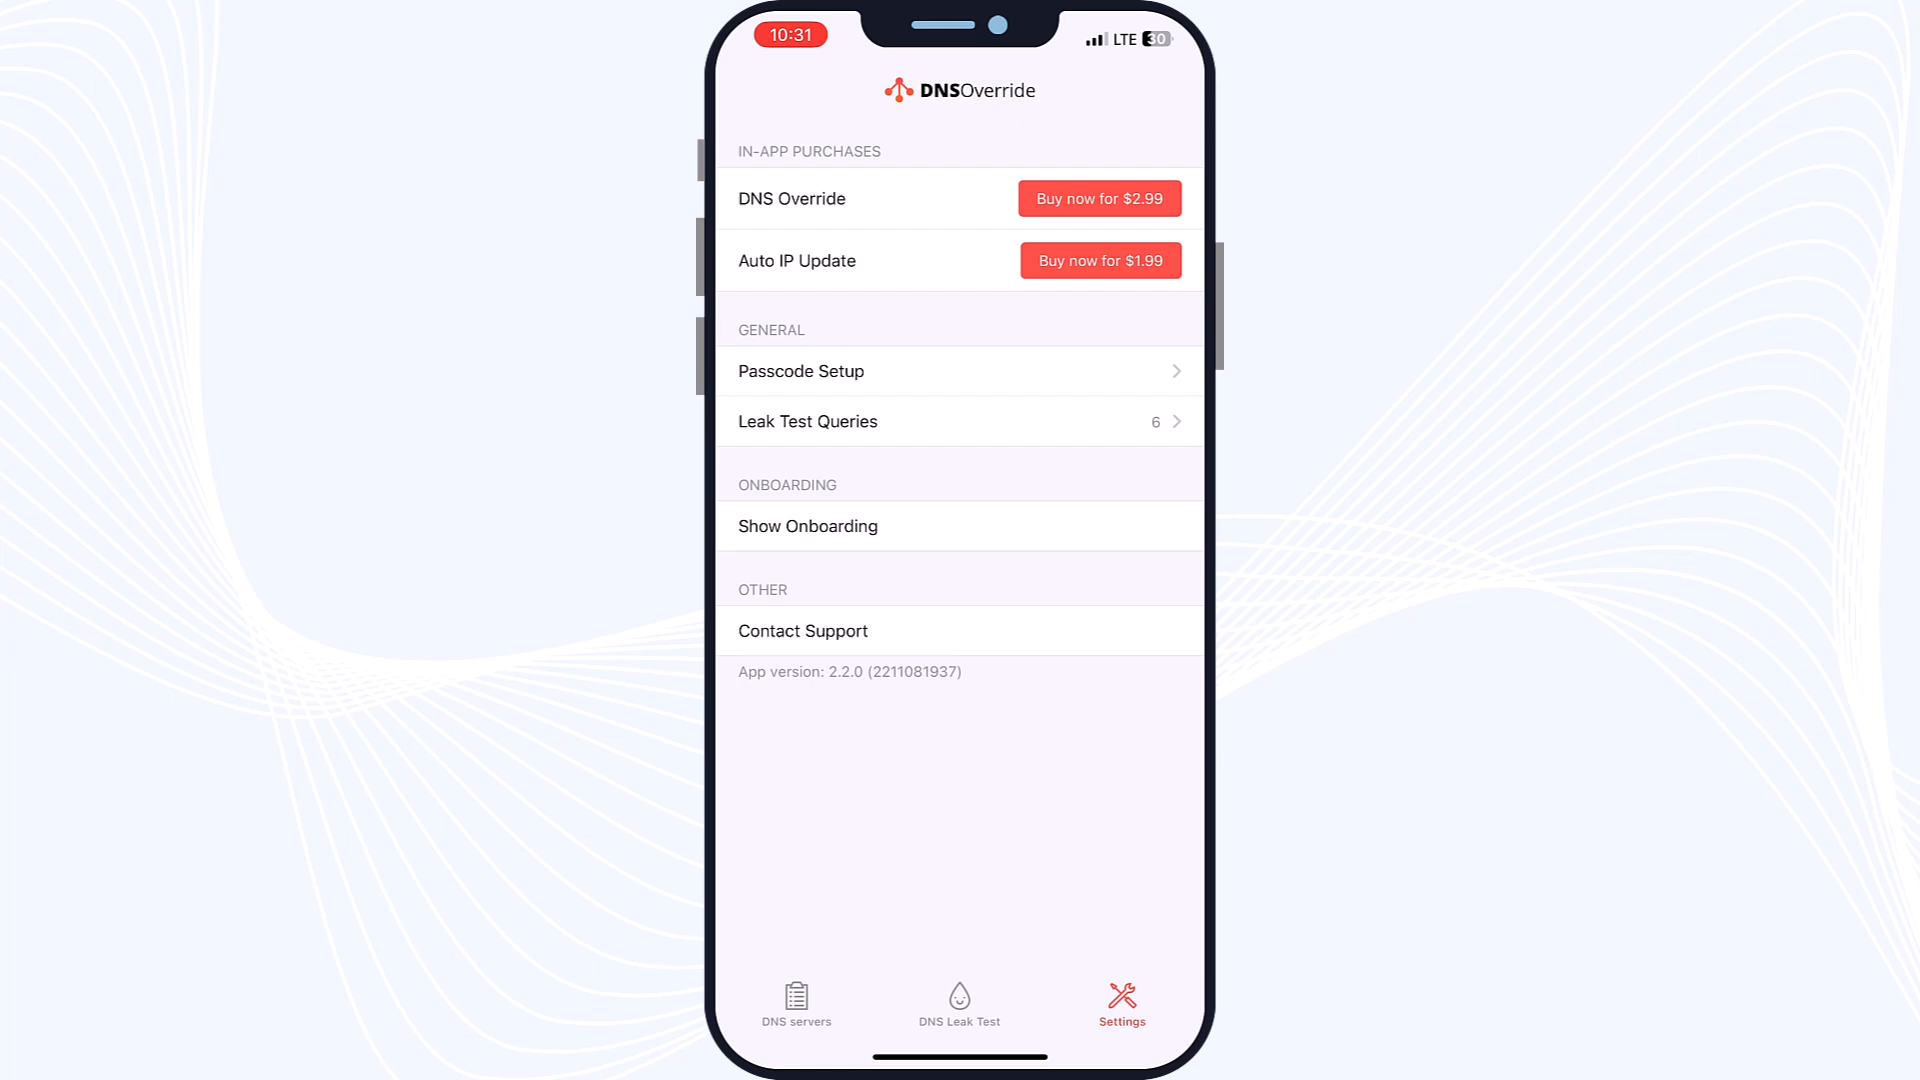 10:31
LTE 30
DNSOverride
IN-APP PURCHASES
DNS Override
Buy now for $2.99
Auto IP Update
Buy now for $1.99
GENERAL
Passcode Setup
Leak Test Queries
6
ONBOARDING
Show Onboarding
OTHER
Contact Support
App version: 2.2.0 (2211081937)
DNS servers
DNS Leak Test
Settings